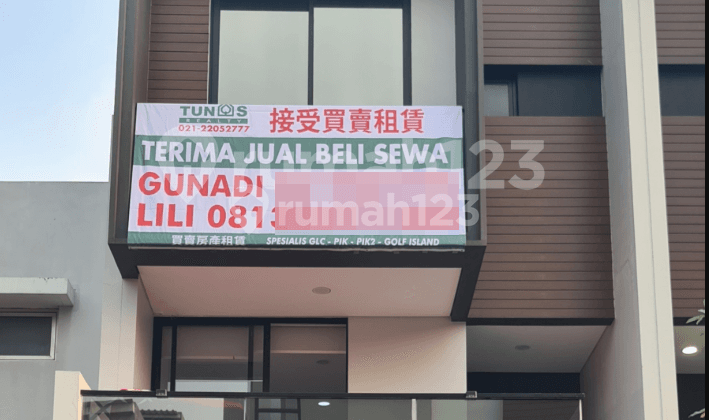 TUNAS
REALTY
021-22052777
接受買賣租賃
TERIMA JUAL BELI SEWA
GUNADI
LILI 0813
買賣房產租賃
SPESIALIS GLC - PIK - PIK2 - GOLF ISLAND
rumah123
rumah123